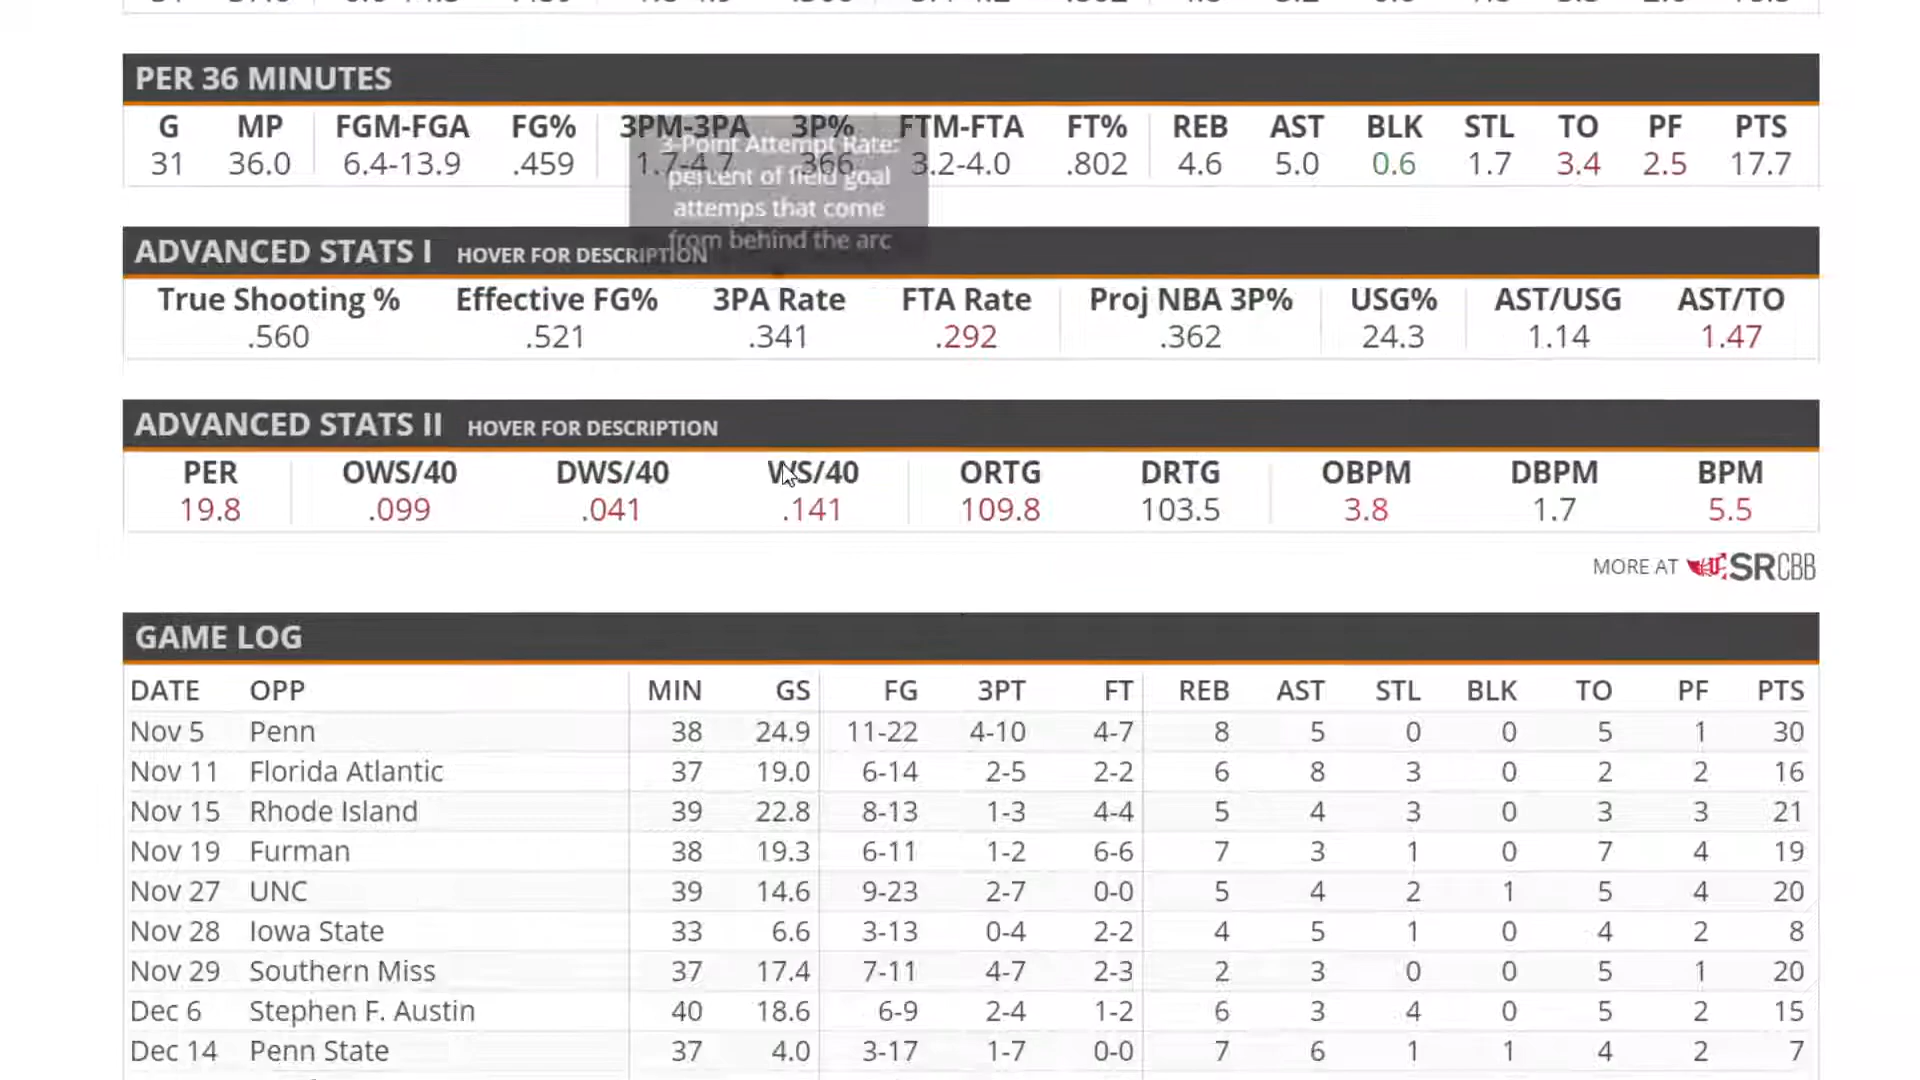 PER 36 MINUTES
G MP FGM-FGA FG% 3PM-3PA 3P% FTM-FTA FT% REB AST BLK STL TO PF PTS
31 36.0 6.4-13.9 .459 1.7-4.7 .366 3.2-4.0 .802 4.6 5.0 0.6 1.7 3.4 2.5 17.7
3-Point Attempt Rate:
percent of field goal
attemps that come
from behind the arc
ADVANCED STATS I HOVER FOR DESCRIPTION
True Shooting % Effective FG% 3PA Rate FTA Rate Proj NBA 3P% USG% AST/USG AST/TO
.560 .521 .341 .292 .362 24.3 1.14 1.47
ADVANCED STATS II HOVER FOR DESCRIPTION
PER OWS/40 DWS/40 WS/40 ORTG DRTG OBPM DBPM BPM
19.8 .099 .041 .141 109.8 103.5 3.8 1.7 5.5
MORE AT SRCBB
GAME LOG
DATE OPP MIN GS FG 3PT FT REB AST STL BLK TO PF PTS
Nov 5 Penn 38 24.9 11-22 4-10 4-7 8 5 0 0 5 1 30
Nov 11 Florida Atlantic 37 19.0 6-14 2-5 2-2 6 8 3 0 2 2 16
Nov 15 Rhode Island 39 22.8 8-13 1-3 4-4 5 4 3 0 3 3 21
Nov 19 Furman 38 19.3 6-11 1-2 6-6 7 3 1 0 7 4 19
Nov 27 UNC 39 14.6 9-23 2-7 0-0 5 4 2 1 5 4 20
Nov 28 Iowa State 33 6.6 3-13 0-4 2-2 4 5 1 0 4 2 8
Nov 29 Southern Miss 37 17.4 7-11 4-7 2-3 2 3 0 0 5 1 20
Dec 6 Stephen F. Austin 40 18.6 6-9 2-4 1-2 6 3 4 0 5 2 15
Dec 14 Penn State 37 4.0 3-17 1-7 0-0 7 6 1 1 4 2 7